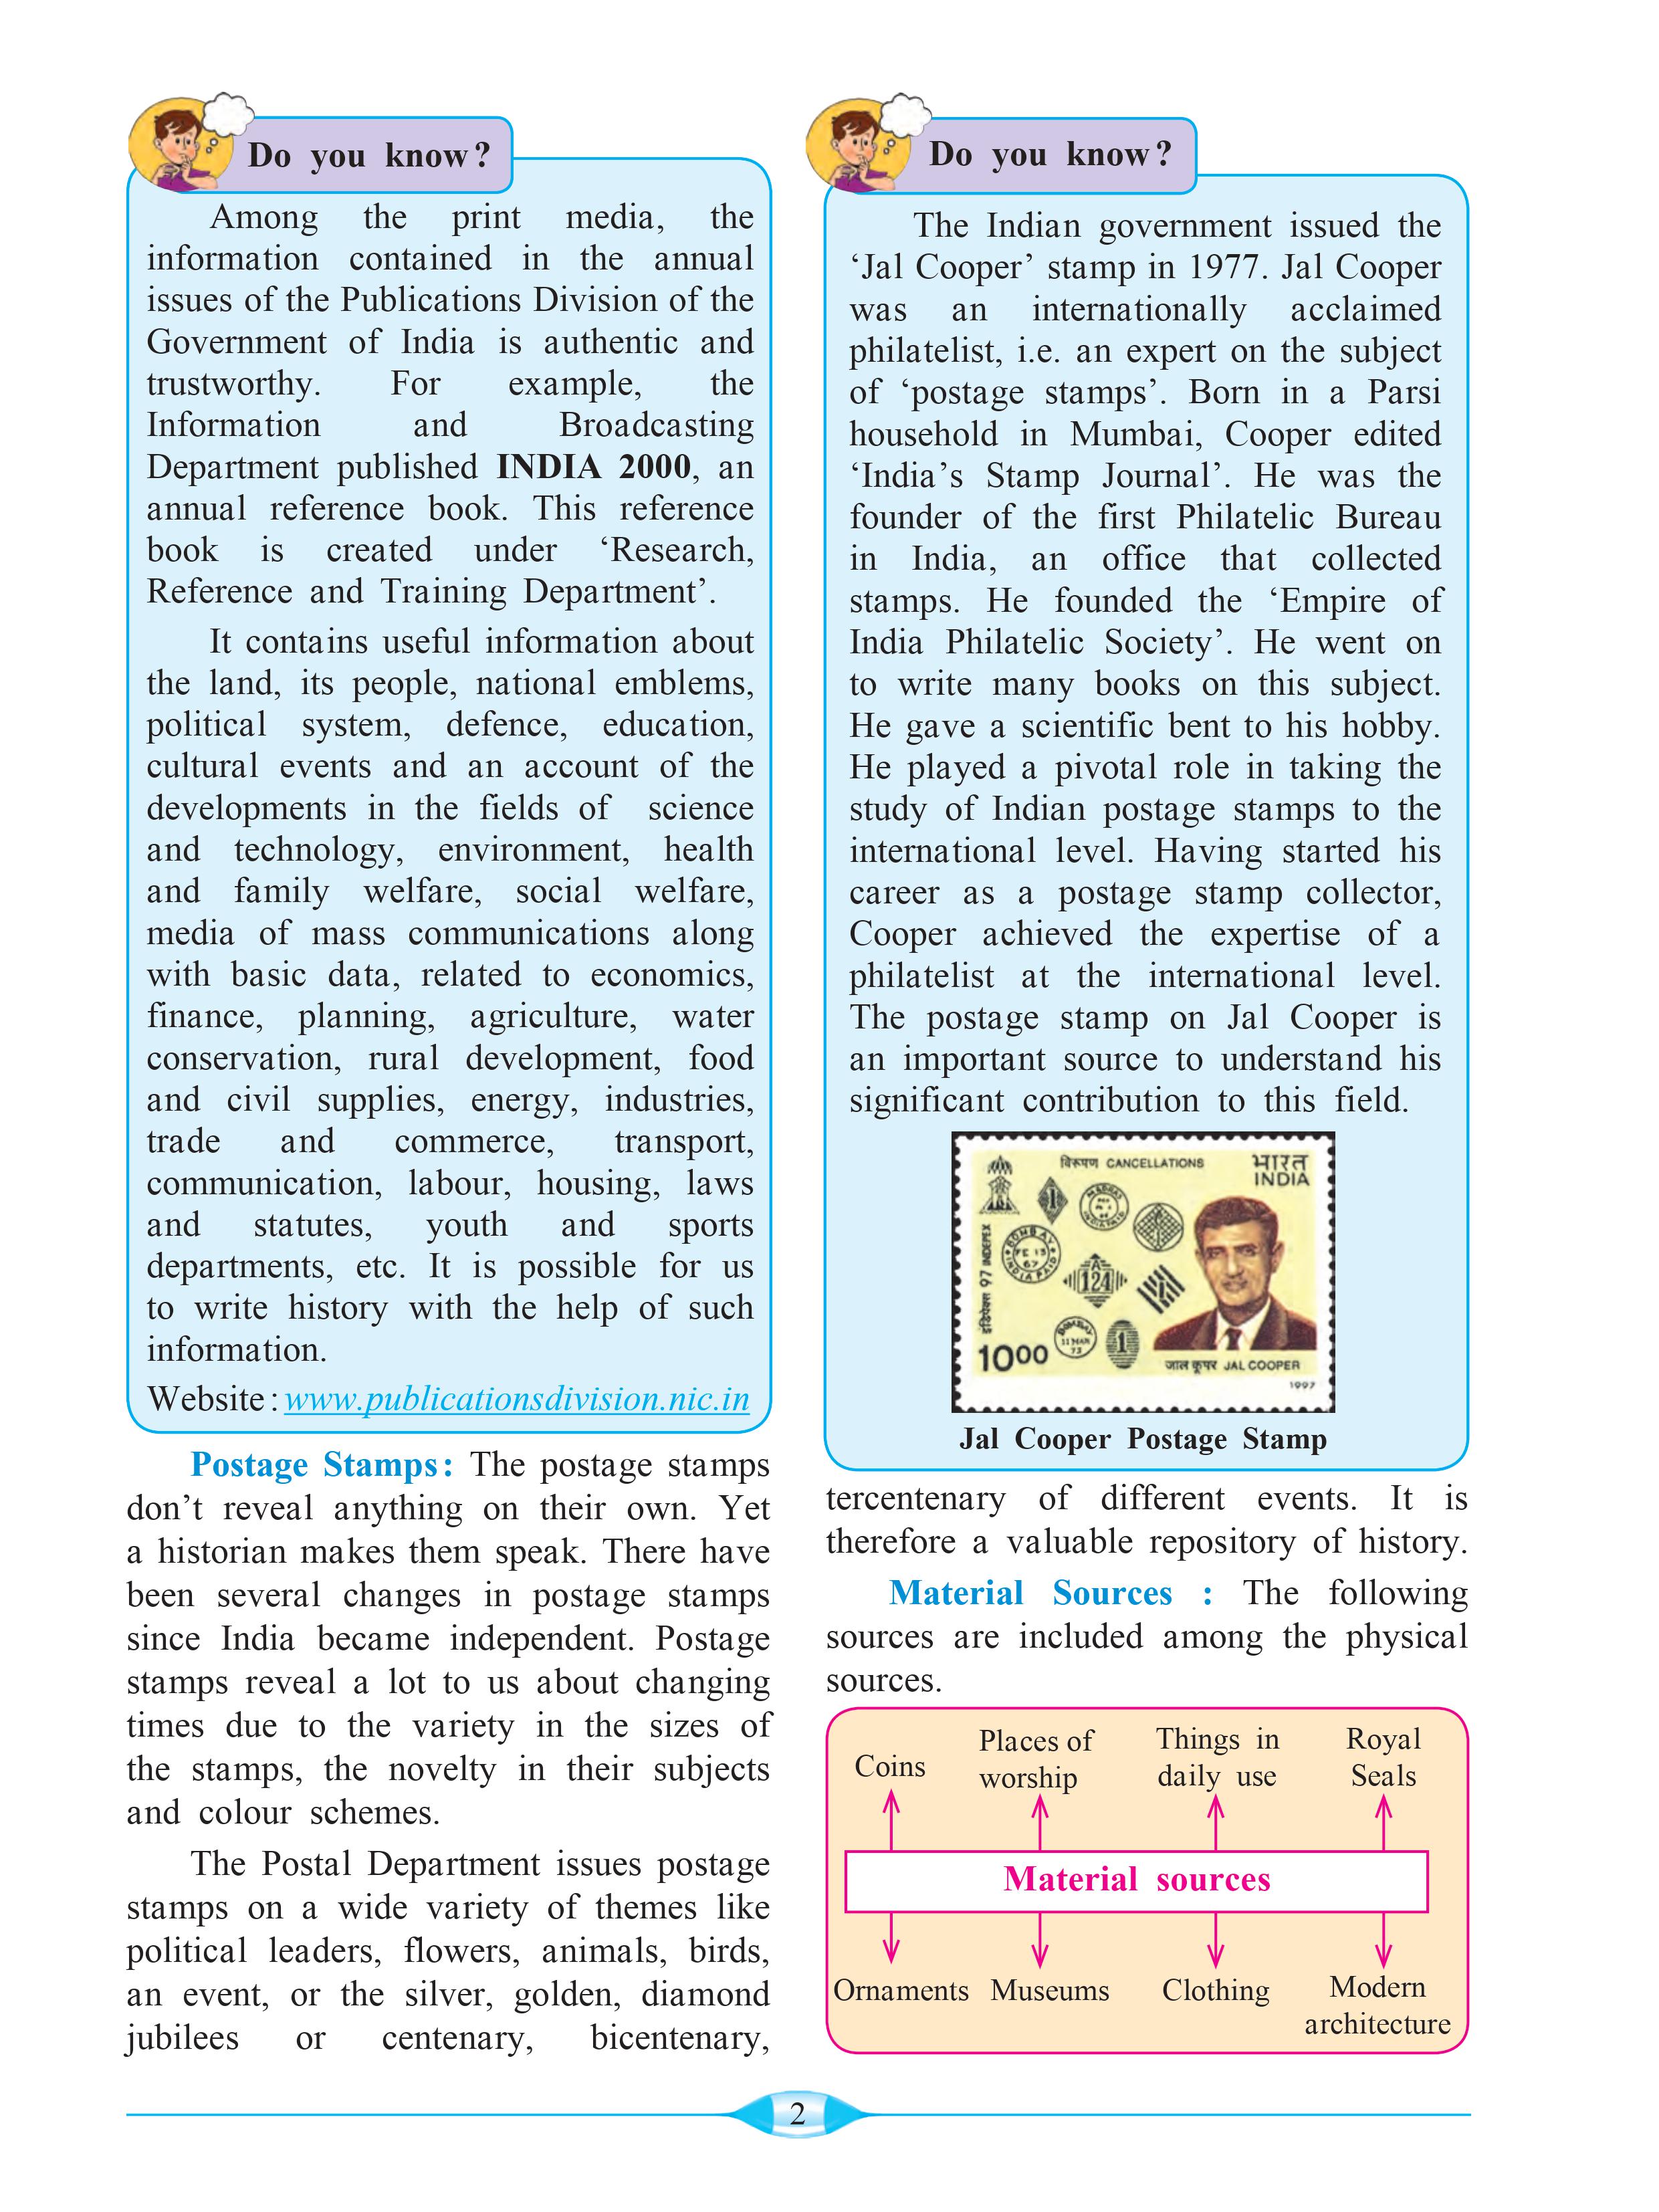 Do you know?
Among the print media, the
information contained in the annual
issues of the Publications Division of the
Government of India is authentic and
trustworthy. For example, the
Information and Broadcasting
Department published INDIA 2000, an
annual reference book. This reference
book is created under ‘Research,
Reference and Training Department’.
It contains useful information about
the land, its people, national emblems,
political system, defence, education,
cultural events and an account of the
developments in the fields of science
and technology, environment, health
and family welfare, social welfare,
media of mass communications along
with basic data, related to economics,
finance, planning, agriculture, water
conservation, rural development, food
and civil supplies, energy, industries,
trade and commerce, transport,
communication, labour, housing, laws
and statutes, youth and sports
departments, etc. It is possible for us
to write history with the help of such
information.
Website : www.publicationsdivision.nic.in
Postage Stamps : The postage stamps
don’t reveal anything on their own. Yet
a historian makes them speak. There have
been several changes in postage stamps
since India became independent. Postage
stamps reveal a lot to us about changing
times due to the variety in the sizes of
the stamps, the novelty in their subjects
and colour schemes.
The Postal Department issues postage
stamps on a wide variety of themes like
political leaders, flowers, animals, birds,
an event, or the silver, golden, diamond
jubilees or centenary, bicentenary,
Do you know?
The Indian government issued the
‘Jal Cooper’ stamp in 1977. Jal Cooper
was an internationally acclaimed
philatelist, i.e. an expert on the subject
of ‘postage stamps’. Born in a Parsi
household in Mumbai, Cooper edited
‘India’s Stamp Journal’. He was the
founder of the first Philatelic Bureau
in India, an office that collected
stamps. He founded the ‘Empire of
India Philatelic Society’. He went on
to write many books on this subject.
He gave a scientific bent to his hobby.
He played a pivotal role in taking the
study of Indian postage stamps to the
international level. Having started his
career as a postage stamp collector,
Cooper achieved the expertise of a
philatelist at the international level.
The postage stamp on Jal Cooper is
an important source to understand his
significant contribution to this field.
विरूपण CANCELLATIONS
भारत
INDIA
MADRAS
INDIA PAID
1
BOMBAY
FE 15
67
INDIA PAID
A
124
BOMBAY
11 MAR
73
1
इंडिपेक्स 97 INDEPEX
1000
जाल कूपर JAL COOPER
1997
Jal Cooper Postage Stamp
tercentenary of different events. It is
therefore a valuable repository of history.
Material Sources : The following
sources are included among the physical
sources.
Coins
Places of
worship
Things in
daily use
Royal
Seals
Material sources
Ornaments
Museums
Clothing
Modern
architecture
2